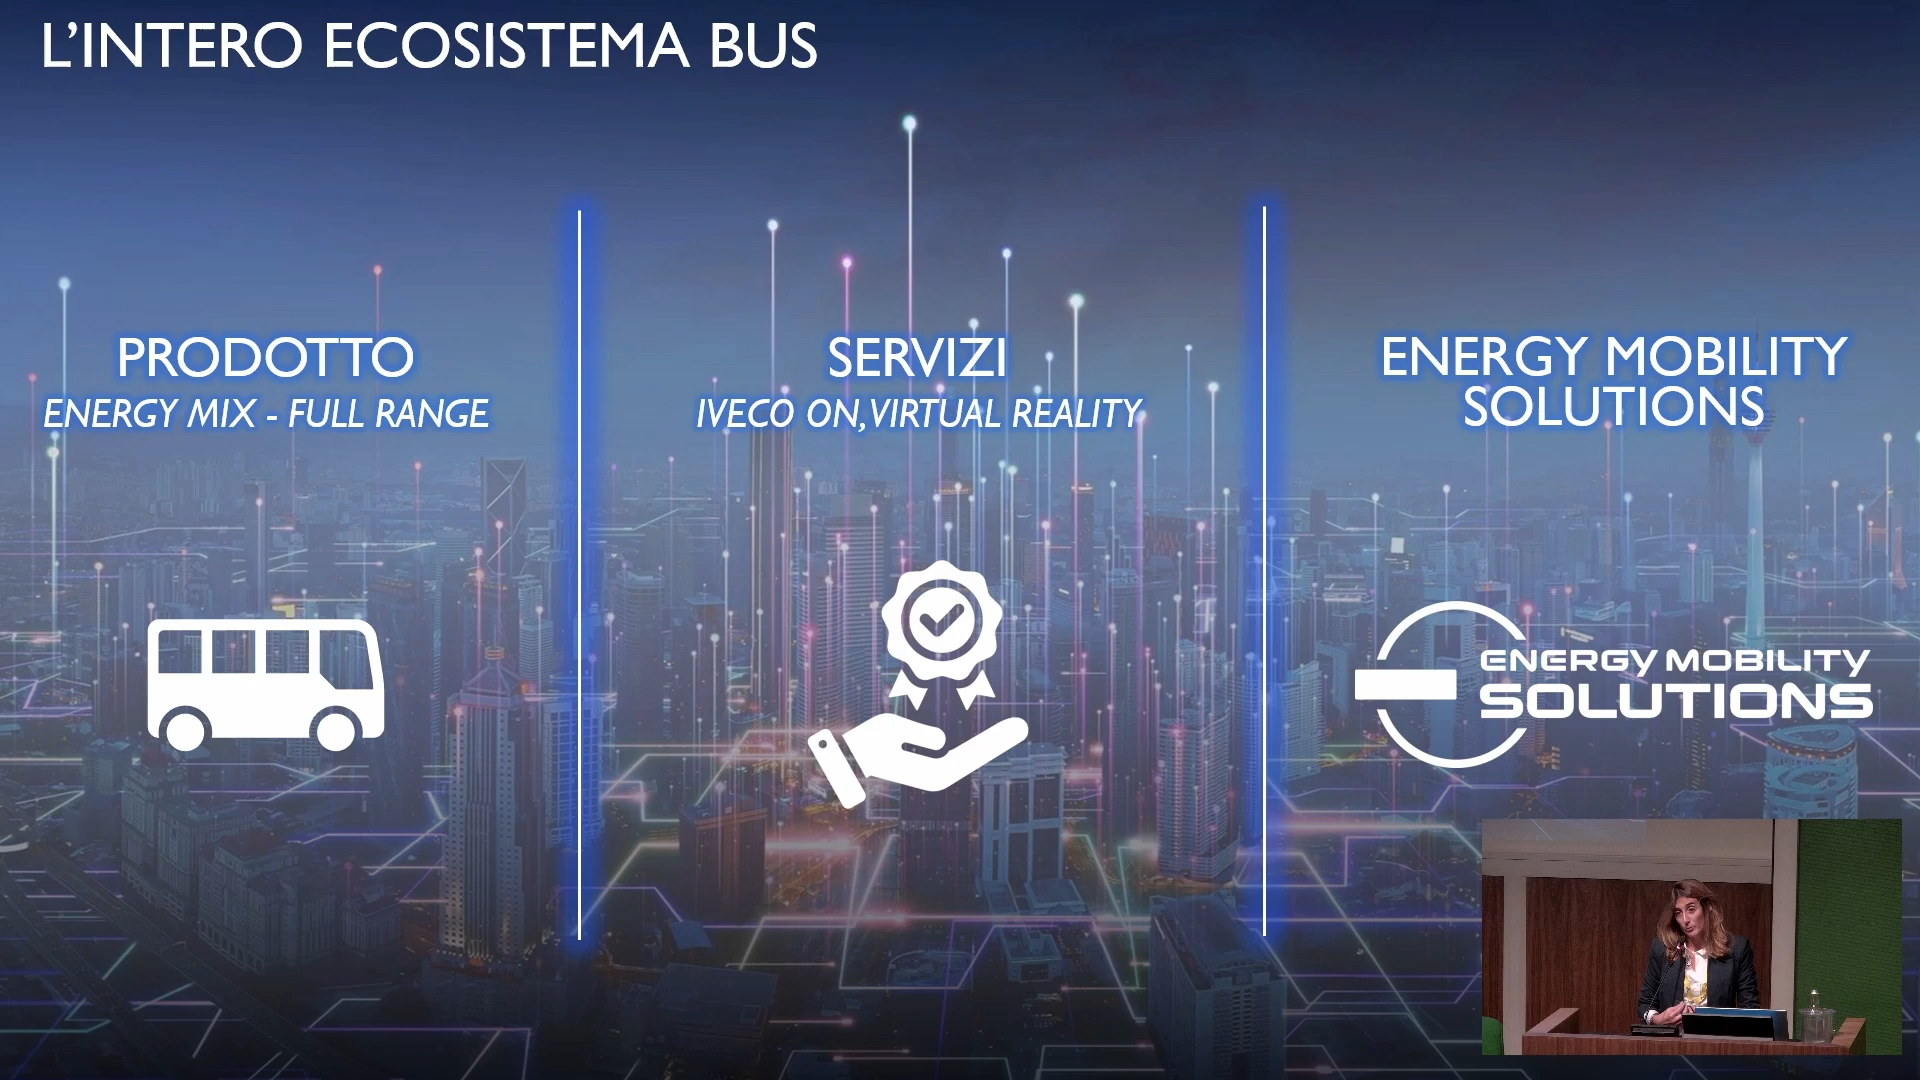 L'INTERO ECOSISTEMA BUS
PRODOTTO
ENERGY MIX - FULL RANGE
SERVIZI
IVECO ON, VIRTUAL REALITY
ENERGY MOBILITY
SOLUTIONS
ENERGY MOBILITY
SOLUTIONS